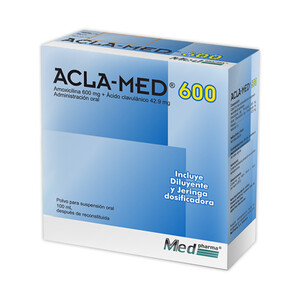 ACLA-MED® 600
Amoxicilina 600 mg + Ácido clavulánico 42.9 mg
Administración oral
Incluye
Diluyente
y Jeringa
dosificadora
Polvo para suspensión oral
100 mL
después de reconstituida
Med pharma®
ACLA-MED® 600